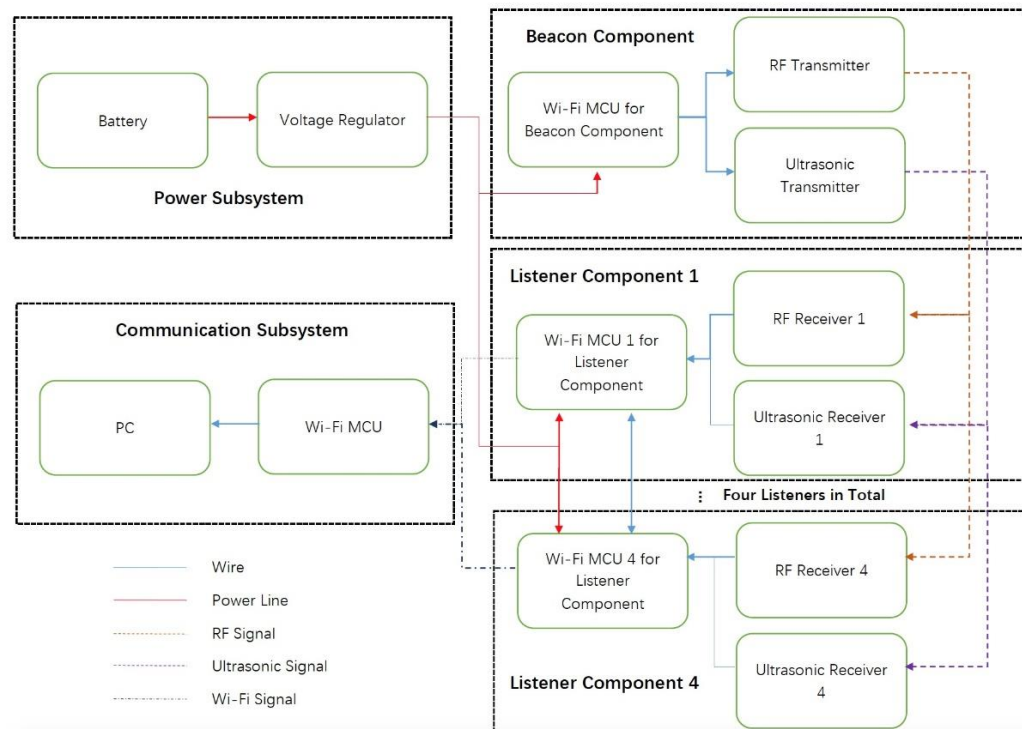 Battery
Voltage Regulator
Power Subsystem
Beacon Component
Wi-Fi MCU for
Beacon Component
RF Transmitter
Ultrasonic
Transmitter
Communication Subsystem
PC
Wi-Fi MCU
Listener Component 1
Wi-Fi MCU 1 for
Listener
Component
RF Receiver 1
Ultrasonic Receiver
1
⋮ Four Listeners in Total
Wi-Fi MCU 4 for
Listener
Component
RF Receiver 4
Ultrasonic Receiver
4
Listener Component 4
Wire
Power Line
RF Signal
Ultrasonic Signal
Wi-Fi Signal